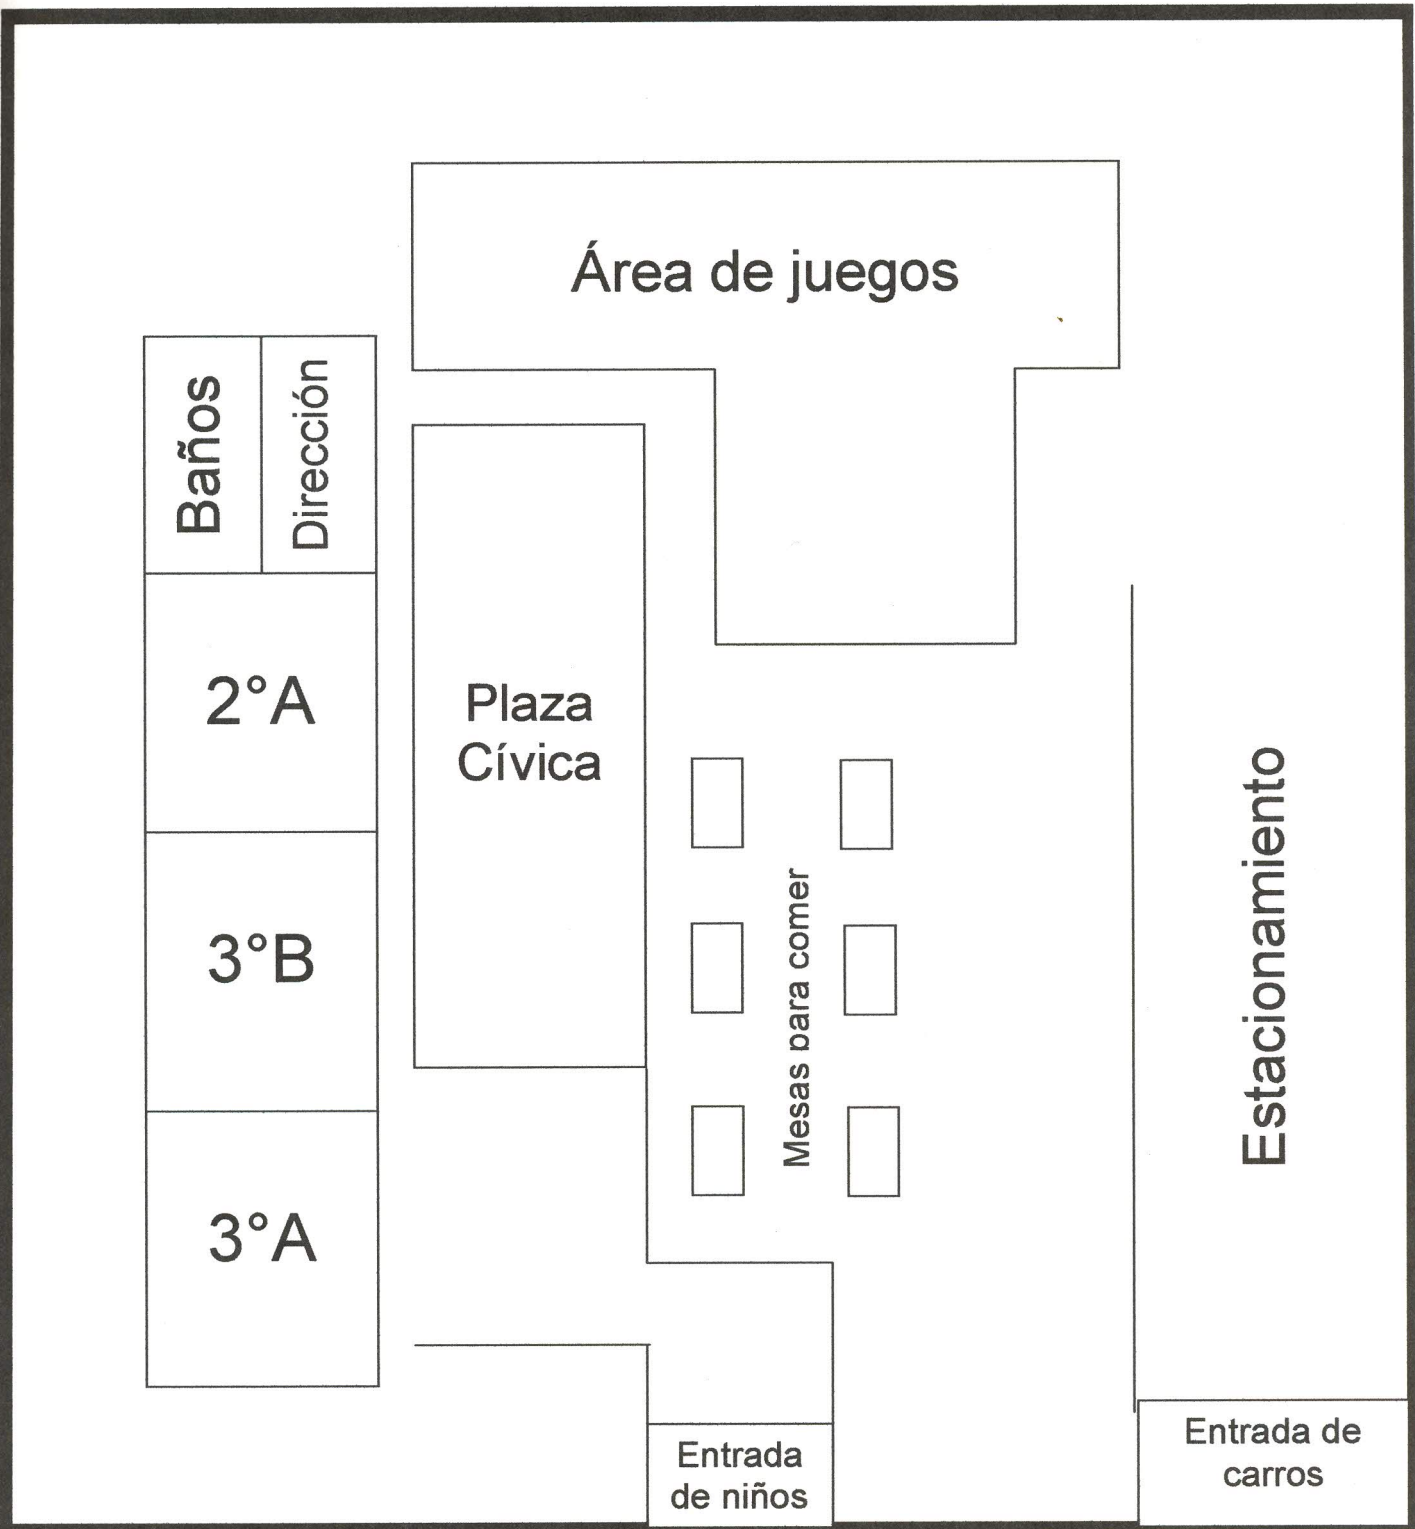 Área de juegos
Baños
Dirección
2°A
Plaza
Cívica
3°B
Mesas para comer
Estacionamiento
3°A
Entrada
de niños
Entrada de
carros